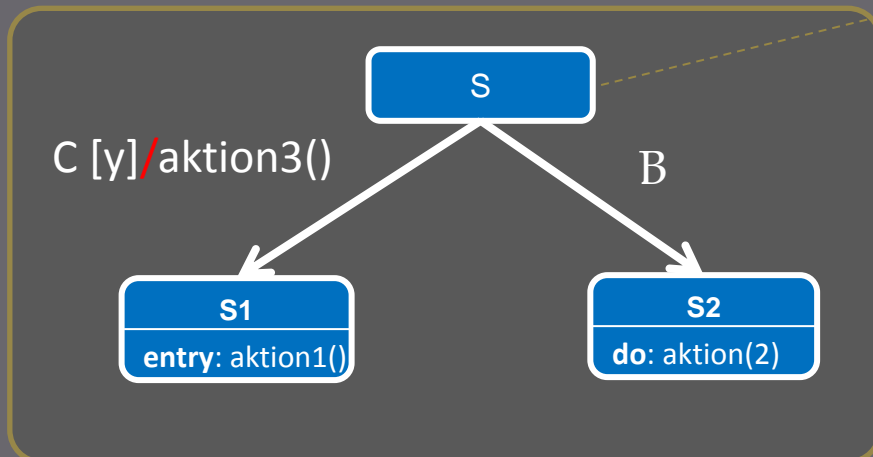 S
C [y]/aktion3()
B
S1
entry: aktion1()
S2
do: aktion(2)